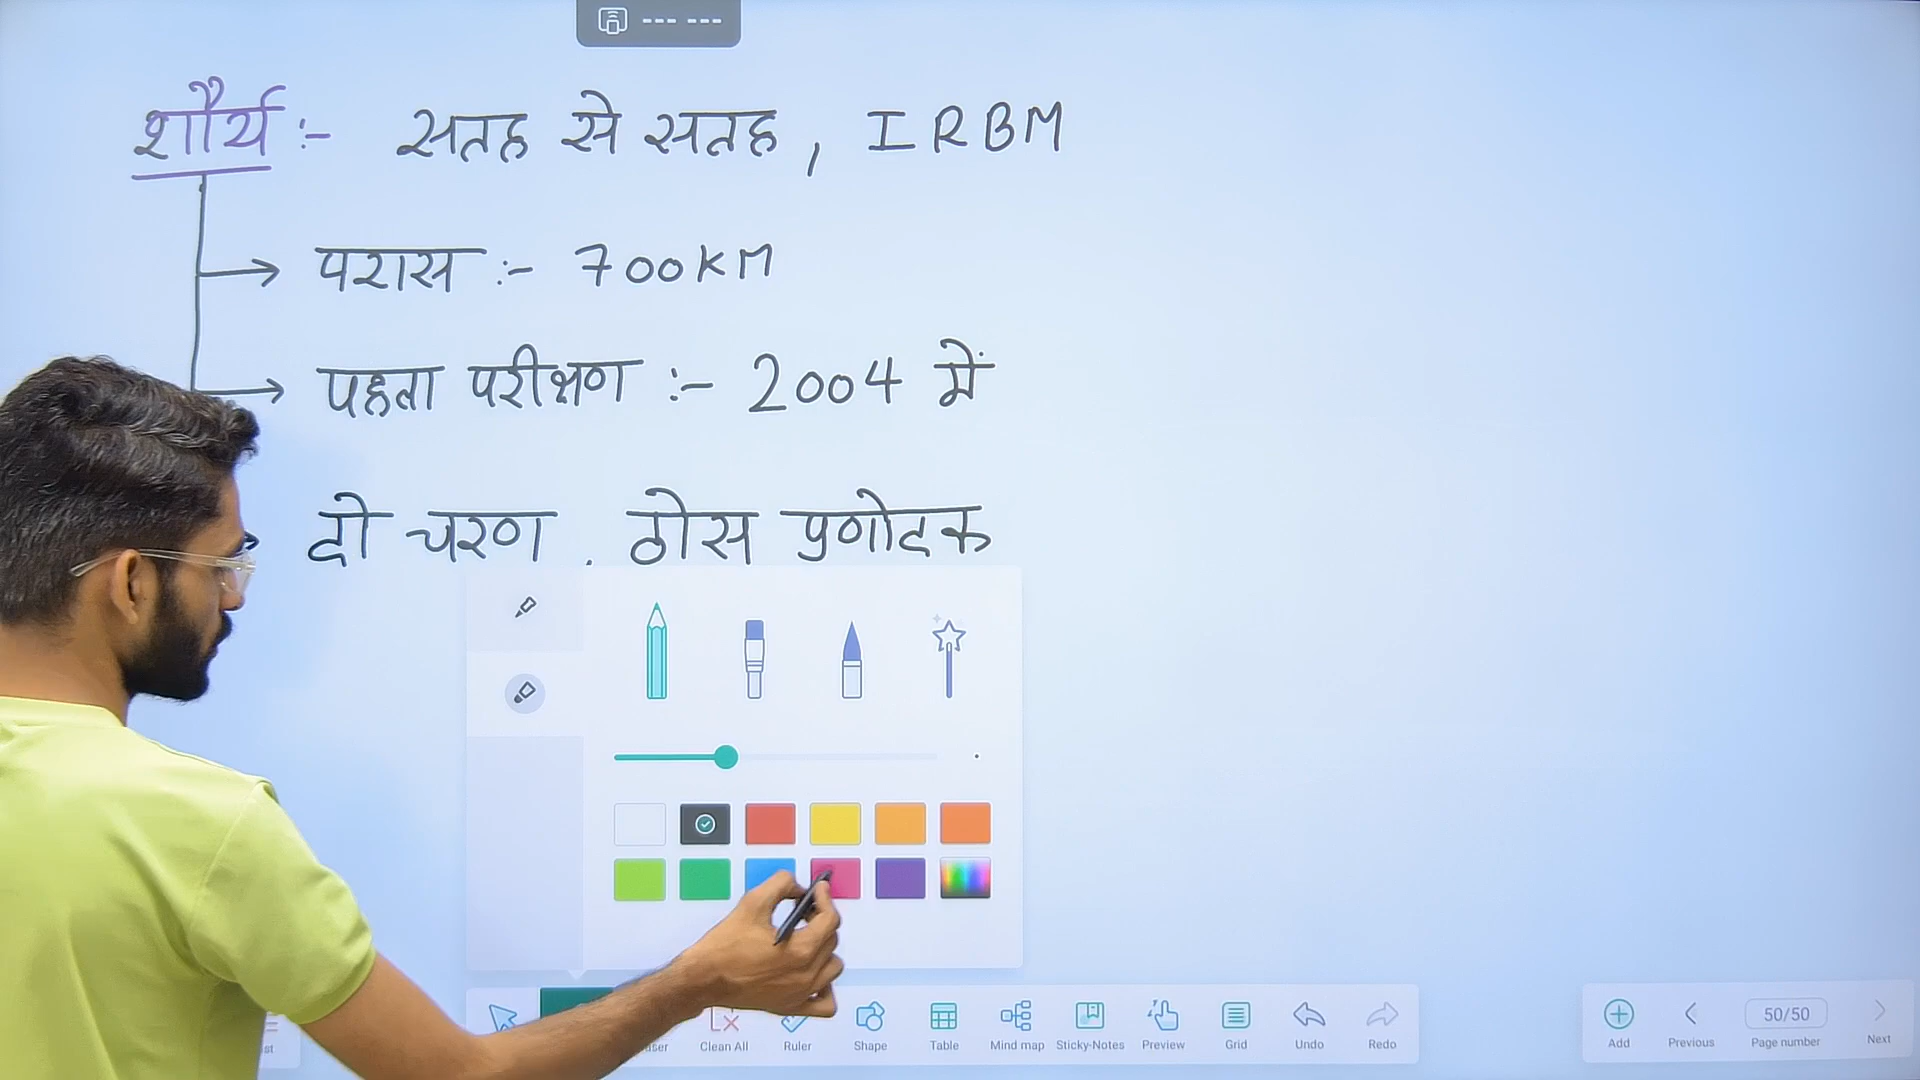 --- ---
शौर्य :- सतह से सतह, IRBM
परास :- 700KM
पहला परीक्षण :- 2004 में
दो चरण, ठोस प्रणोदक
Clean All
Ruler
Shape
Table
Mind map
Sticky-Notes
Preview
Grid
Undo
Redo
Add
Previous
50/50
Page number
Next